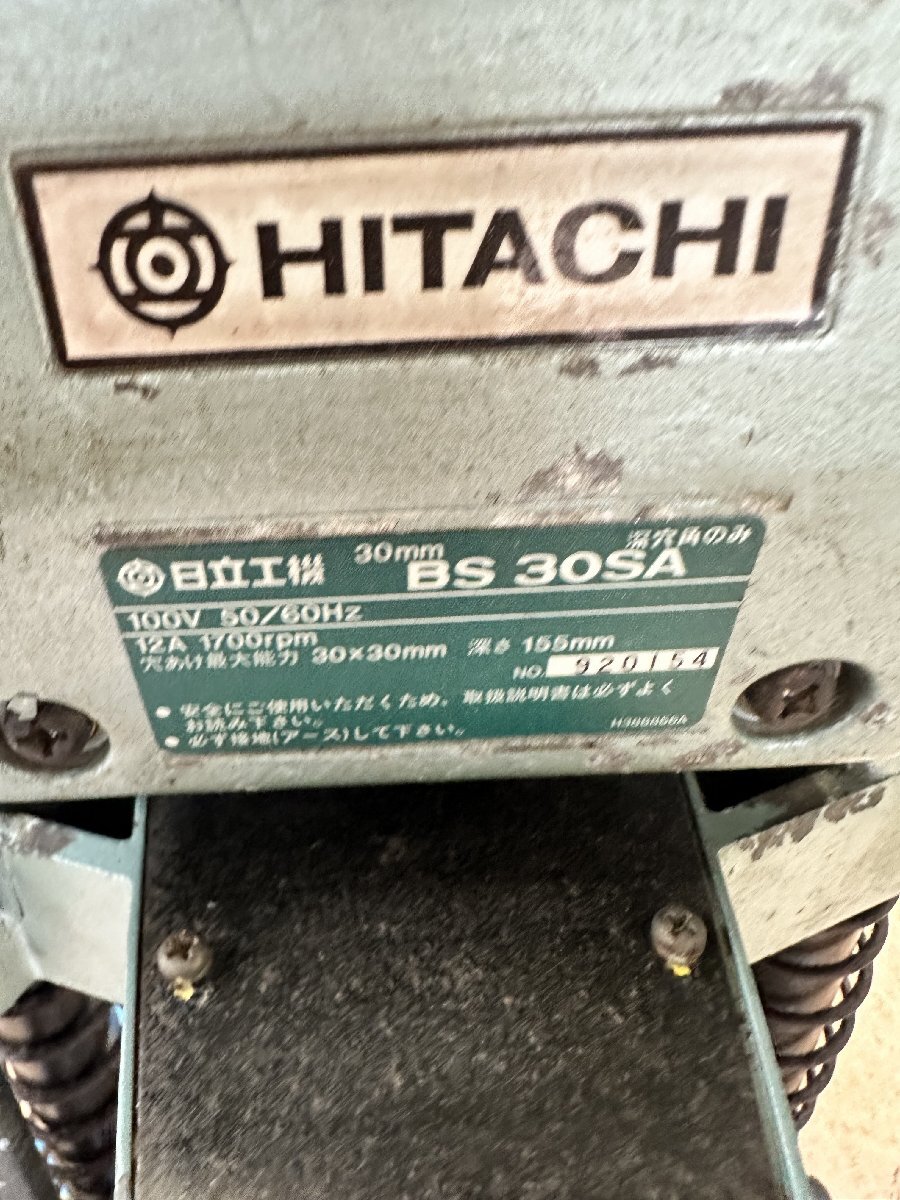 HITACHI
日立工機 30mm BS 30SA 深穴角のみ
100V 50/60Hz
12A 1700rpm
穴あけ最大能力 30×30mm 深さ 155mm
NO. 920154
● 安全にご使用いただくため、取扱説明書は必ずよく
お読み下さい。
● 必ず接地(アース)して下さい。